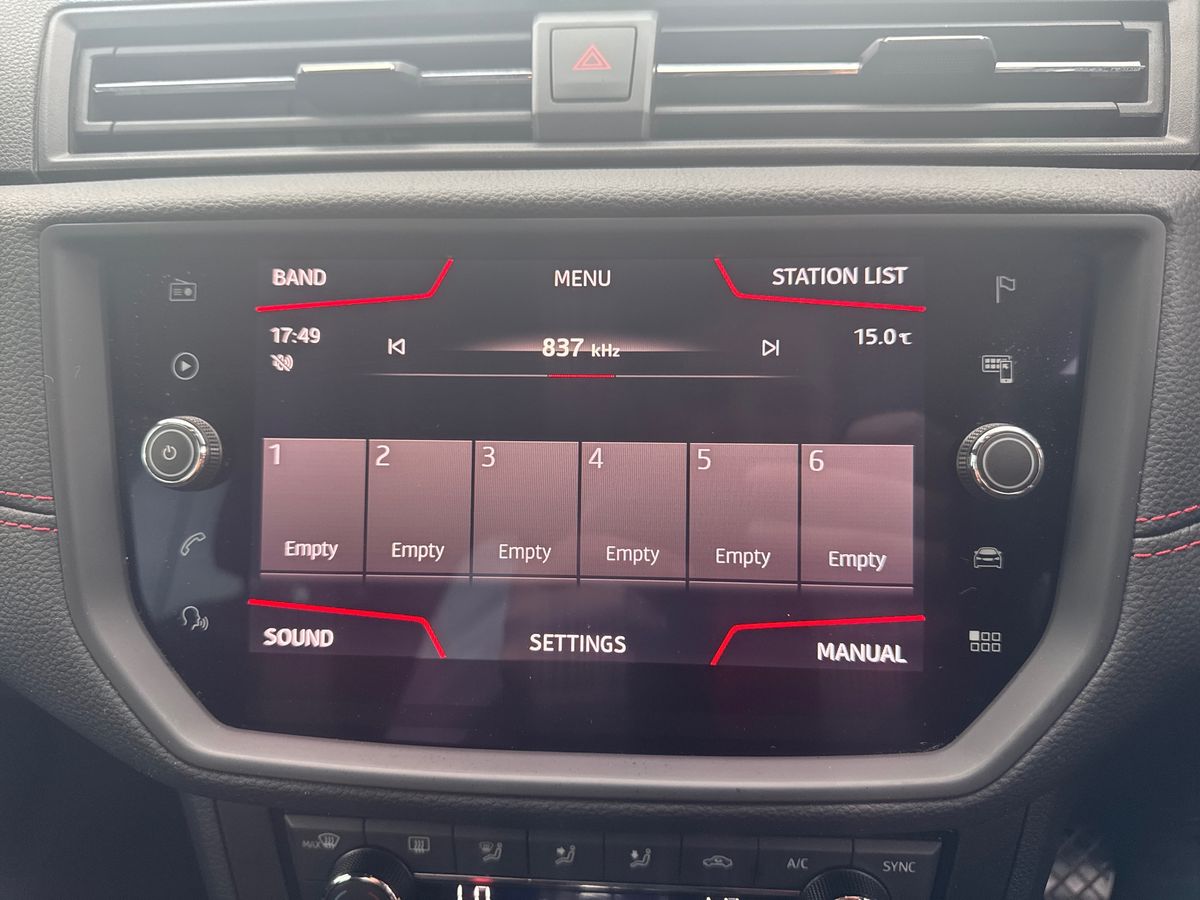 BAND MENU STATION LIST
17:49 837 kHz 15.0℃
1 2 3 4 5 6
Empty Empty Empty Empty Empty Empty
SOUND SETTINGS MANUAL
MAX A/C SYNC